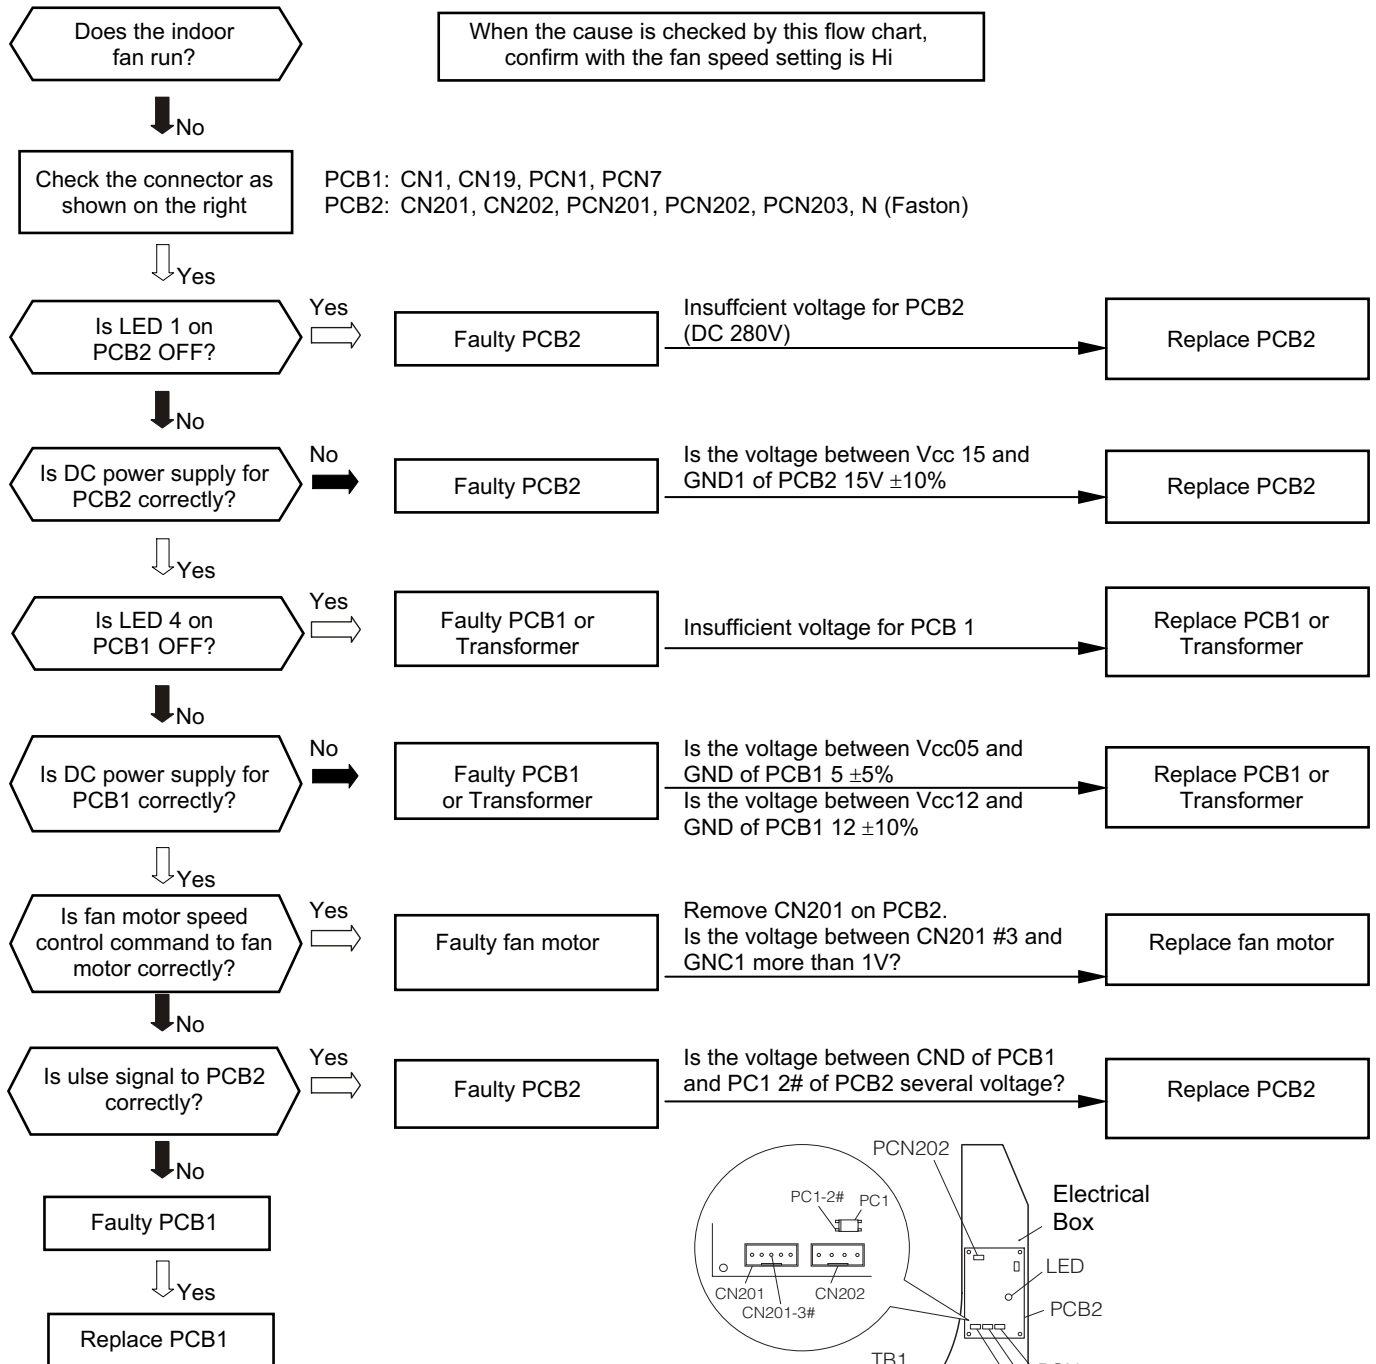 Does the indoor
fan run?
When the cause is checked by this flow chart,
confirm with the fan speed setting is Hi
No
Check the connector as
shown on the right
PCB1: CN1, CN19, PCN1, PCN7
PCB2: CN201, CN202, PCN201, PCN202, PCN203, N (Faston)
Yes
Is LED 1 on
PCB2 OFF?
Yes
Faulty PCB2
Insuffcient voltage for PCB2
(DC 280V)
Replace PCB2
No
Is DC power supply for
PCB2 correctly?
No
Faulty PCB2
Is the voltage between Vcc 15 and
GND1 of PCB2 15V ±10%
Replace PCB2
Yes
Is LED 4 on
PCB1 OFF?
Yes
Faulty PCB1 or
Transformer
Insufficient voltage for PCB 1
Replace PCB1 or
Transformer
No
Is DC power supply for
PCB1 correctly?
No
Faulty PCB1
or Transformer
Is the voltage between Vcc05 and
GND of PCB1 5 ±5%
Is the voltage between Vcc12 and
GND of PCB1 12 ±10%
Replace PCB1 or
Transformer
Yes
Is fan motor speed
control command to fan
motor correctly?
Yes
Faulty fan motor
Remove CN201 on PCB2.
Is the voltage between CN201 #3 and
GNC1 more than 1V?
Replace fan motor
No
Is ulse signal to PCB2
correctly?
Yes
Faulty PCB2
Is the voltage between CND of PCB1
and PC1 2# of PCB2 several voltage?
Replace PCB2
No
Faulty PCB1
Yes
Replace PCB1
PCN202
PC1-2#
PC1
Electrical
Box
LED
CN201
CN202
CN201-3#
PCB2
TB1